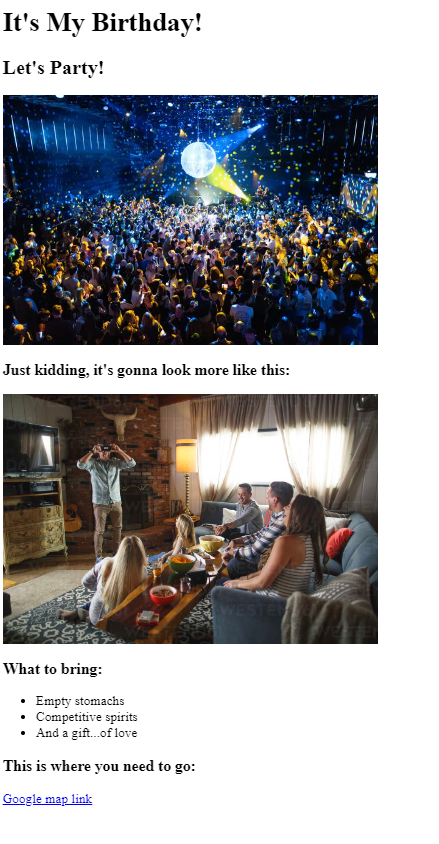 It's My Birthday!
Let's Party!
Just kidding, it's gonna look more like this:
What to bring:
Empty stomachs
Competitive spirits
And a gift...of love
This is where you need to go:
Google map link